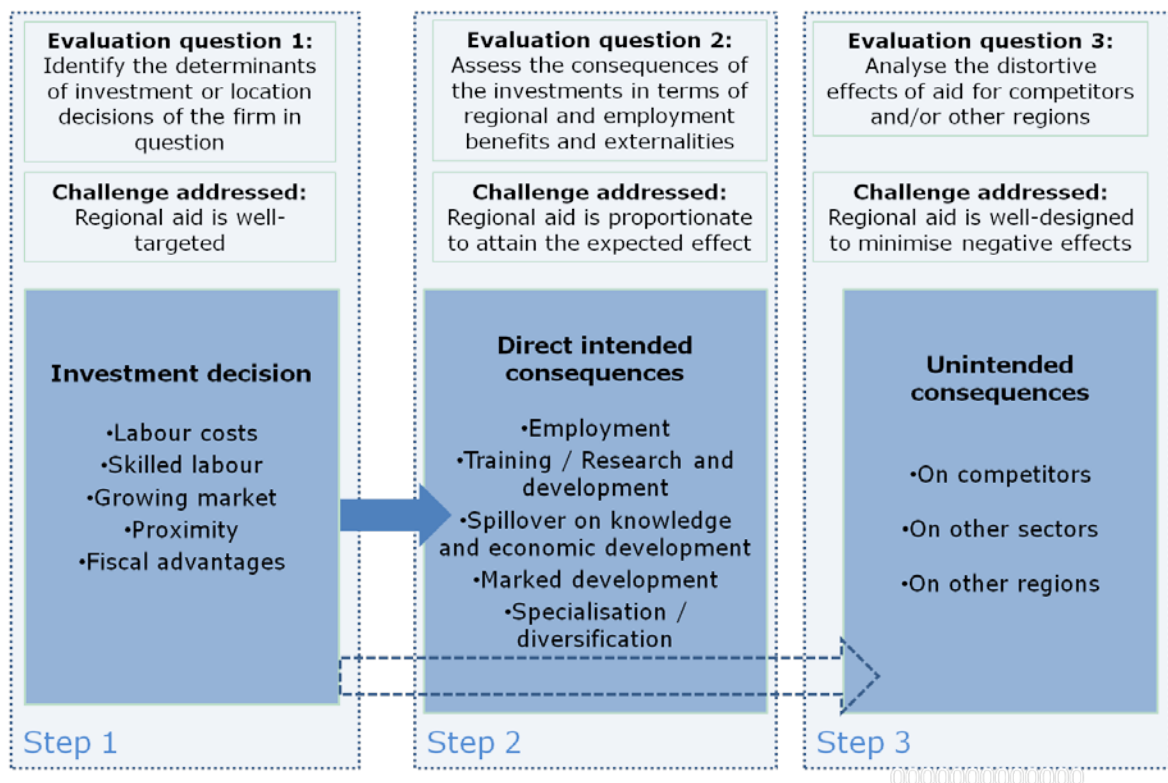 Evaluation question 1:
Identify the determinants
of investment or location
decisions of the firm in
question
Challenge addressed:
Regional aid is well-
targeted
Investment decision
•Labour costs
•Skilled labour
•Growing market
•Proximity
•Fiscal advantages
Step 1
Evaluation question 2:
Assess the consequences of
the investments in terms of
regional and employment
benefits and externalities
Challenge addressed:
Regional aid is proportionate
to attain the expected effect
Direct intended
consequences
•Employment
•Training / Research and
development
•Spillover on knowledge
and economic development
•Marked development
•Specialisation /
diversification
Step 2
Evaluation question 3:
Analyse the distortive
effects of aid for competitors
and/or other regions
Challenge addressed:
Regional aid is well-designed
to minimise negative effects
Unintended
consequences
•On competitors
•On other sectors
•On other regions
Step 3